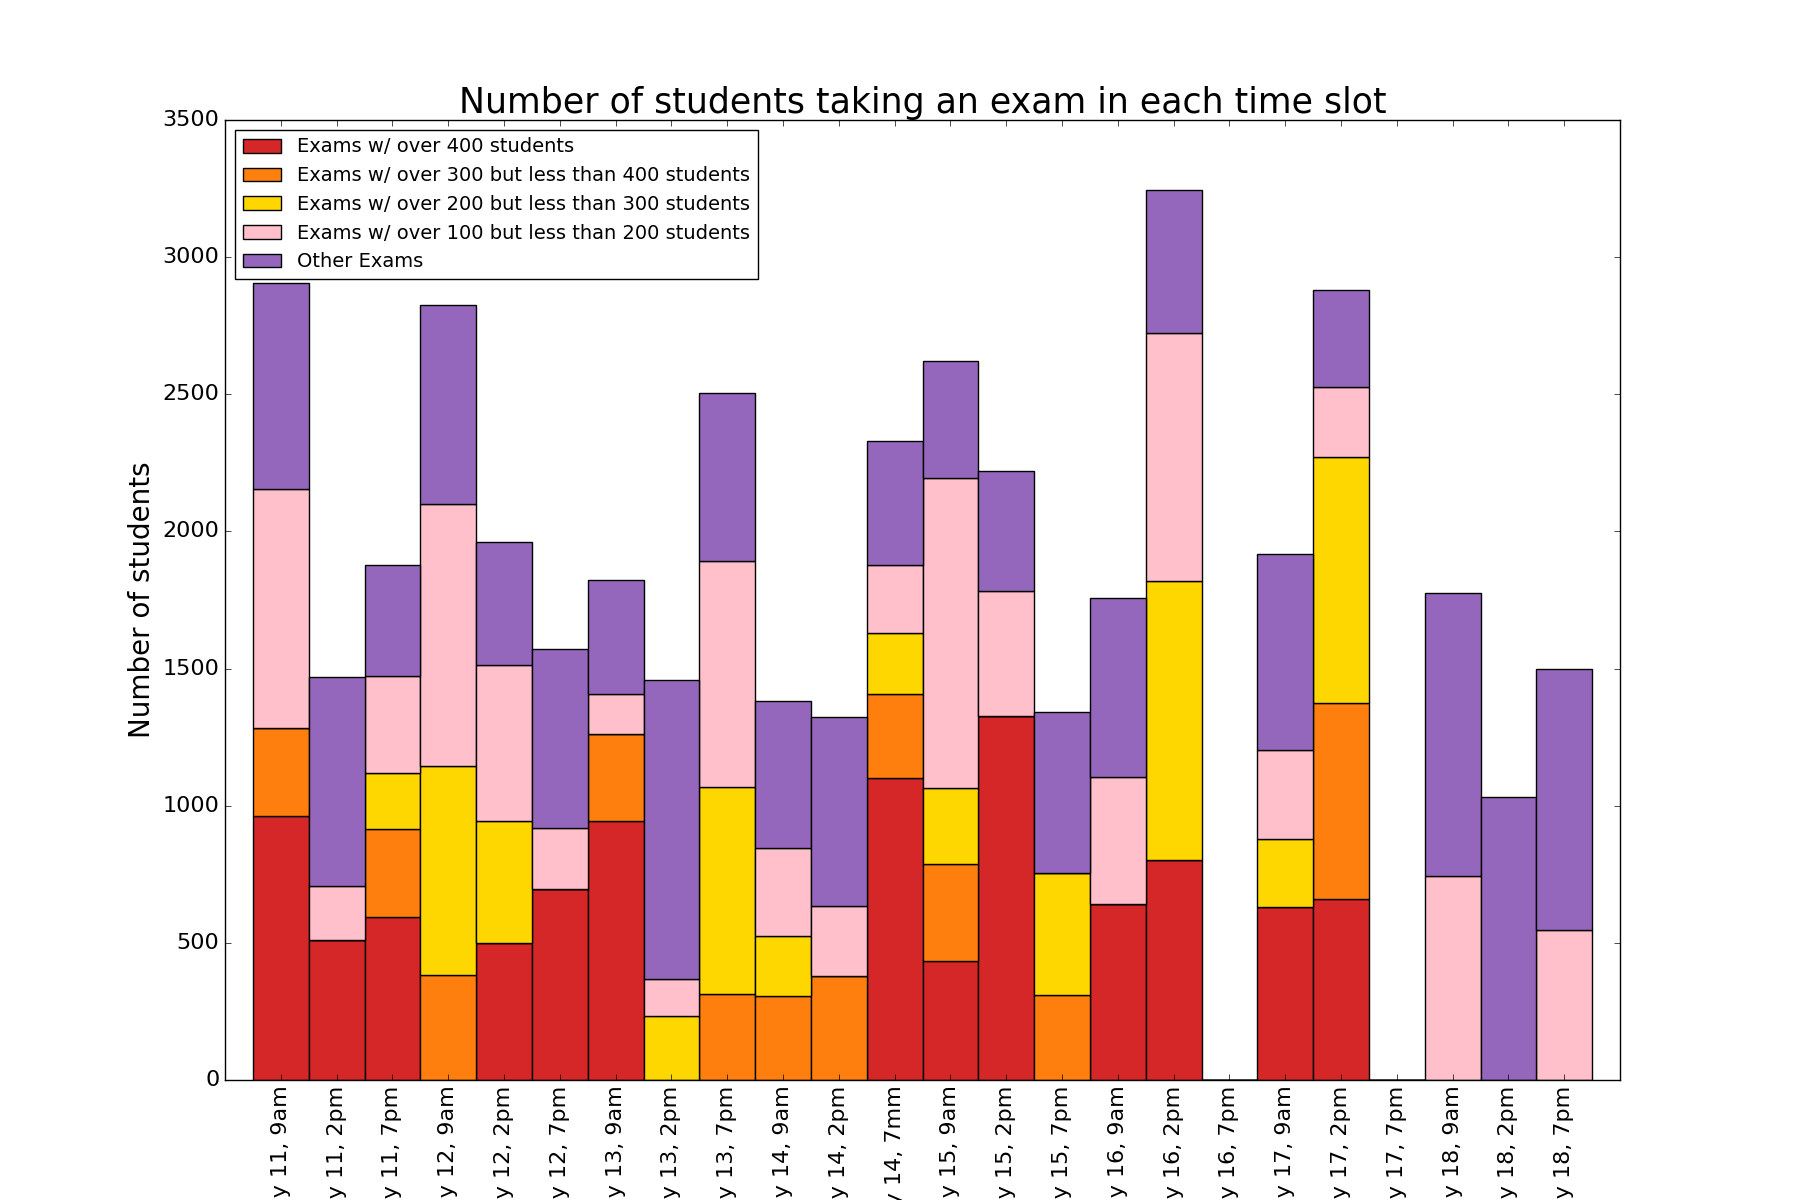 Number of students taking an exam in each time slot
Exams w/ over 400 students
Exams w/ over 300 but less than 400 students
Exams w/ over 200 but less than 300 students
Exams w/ over 100 but less than 200 students
Other Exams
Number of students
3500
3000
2500
2000
1500
1000
500
0
y 11, 9am
y 11, 2pm
y 11, 7pm
y 12, 9am
y 12, 2pm
y 12, 7pm
y 13, 9am
y 13, 2pm
y 13, 7pm
y 14, 9am
y 14, 2pm
y 14, 7mm
y 15, 9am
y 15, 2pm
y 15, 7pm
y 16, 9am
y 16, 2pm
y 16, 7pm
y 17, 9am
y 17, 2pm
y 17, 7pm
y 18, 9am
y 18, 2pm
y 18, 7pm